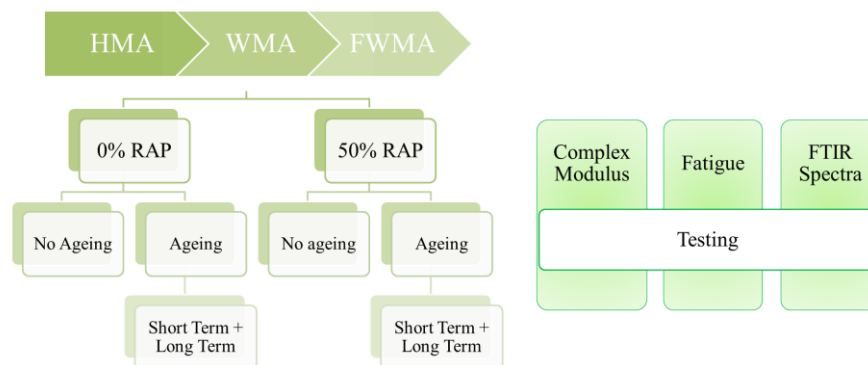 HMA
WMA
FWMA
0% RAP
50% RAP
No Ageing
Ageing
No ageing
Ageing
Short Term +
Long Term
Short Term +
Long Term
Complex
Modulus
Fatigue
FTIR
Spectra
Testing